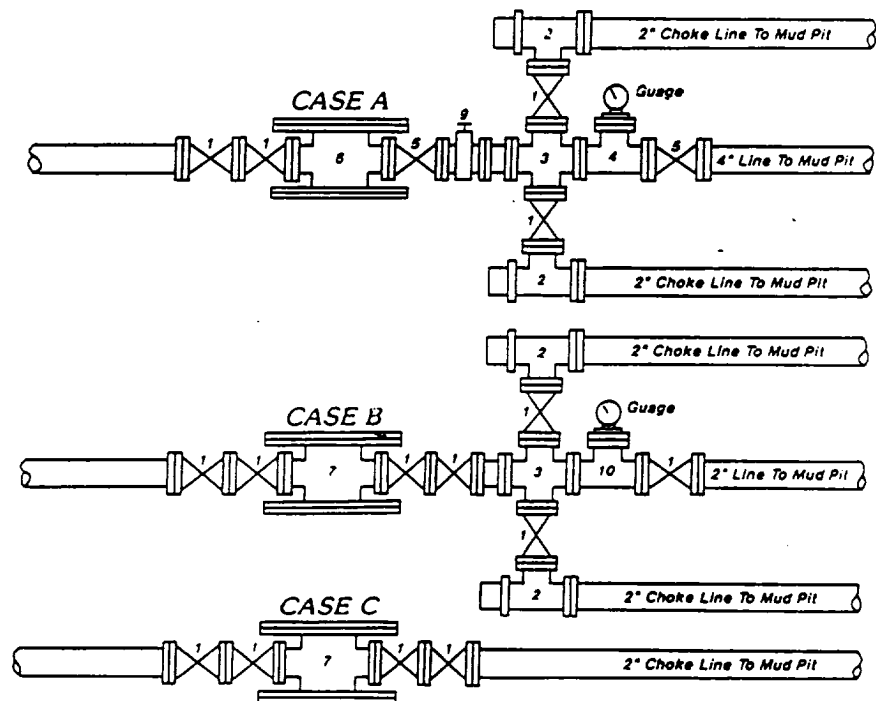 2 2" Choke Line To Mud Pit
1
Guage
CASE A
9
1 1 6 5 3 4 5 4" Line To Mud Pit
1
2 2" Choke Line To Mud Pit
2 2" Choke Line To Mud Pit
1
Guage
CASE B
1 1 7 1 1 3 10 1 2" Line To Mud Pit
1
2 2" Choke Line To Mud Pit
CASE C
1 1 7 1 1 2" Choke Line To Mud Pit